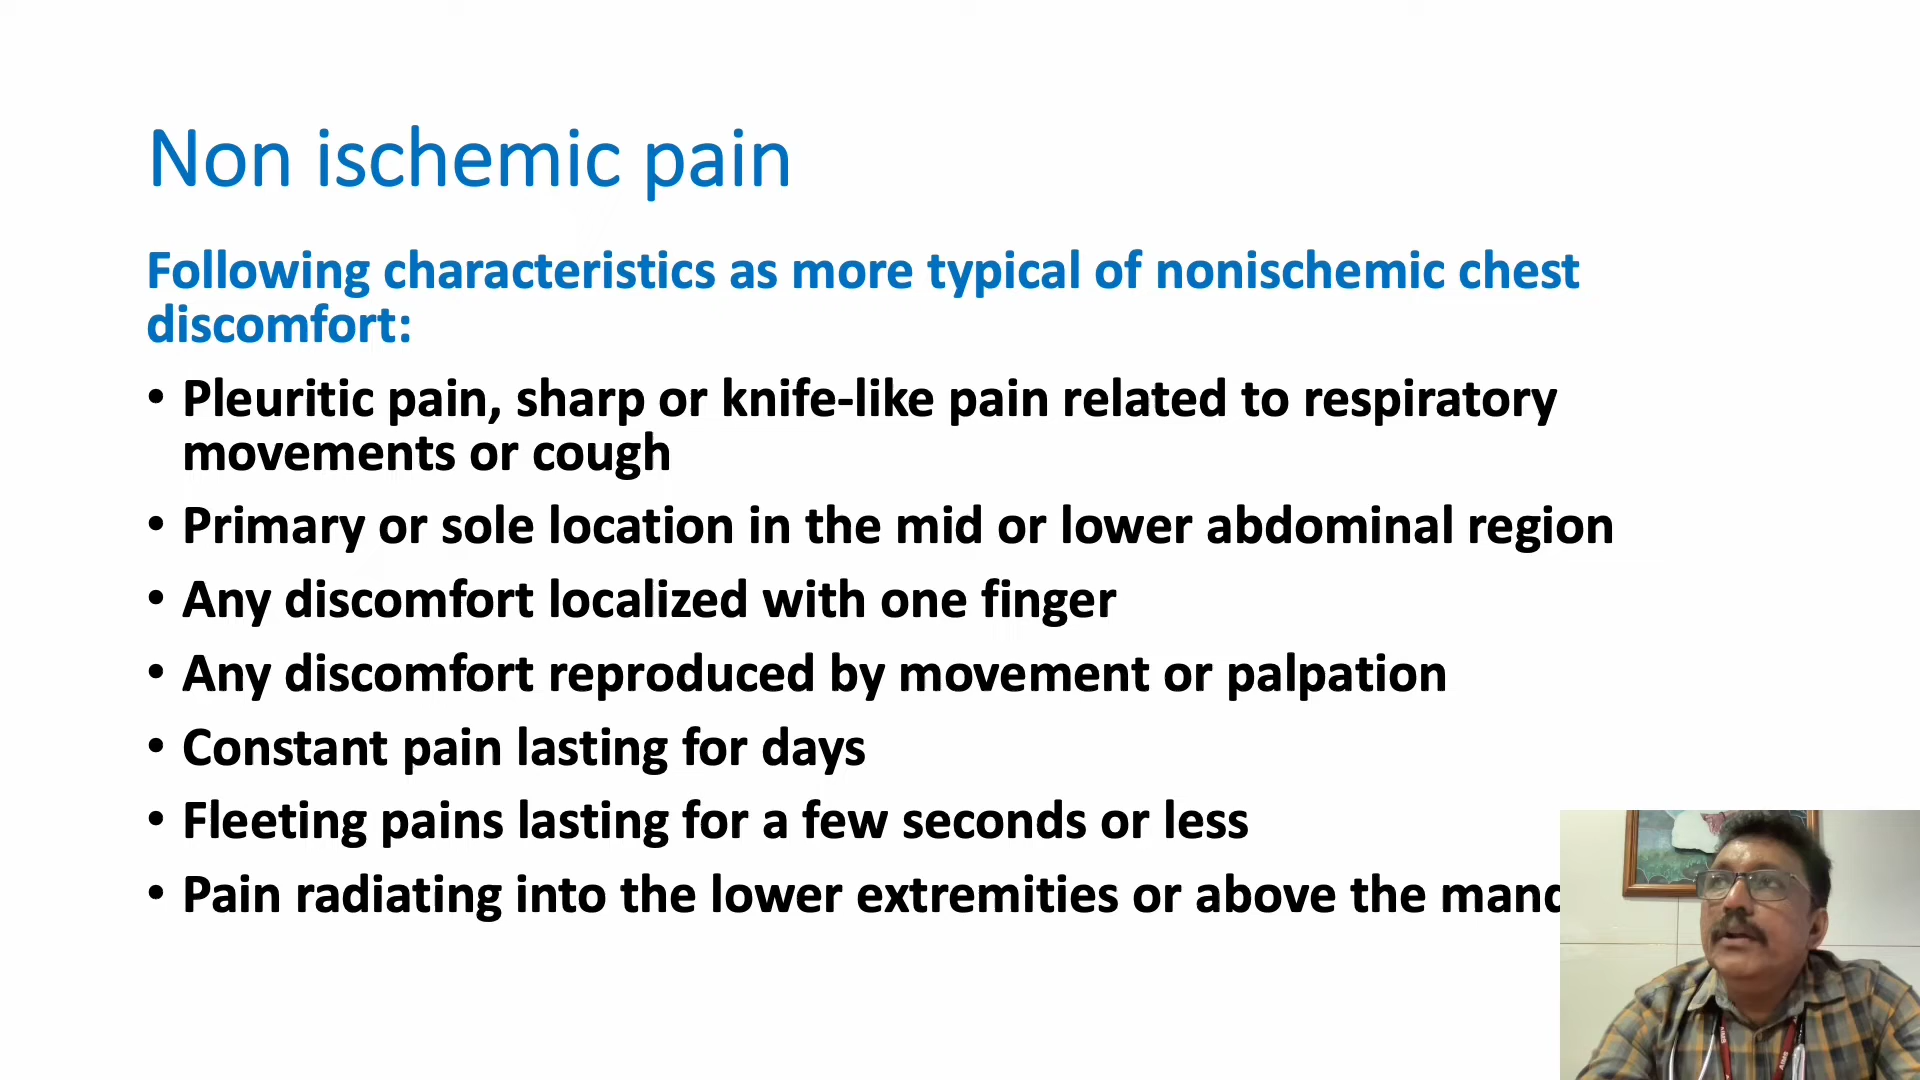 Non ischemic pain
Following characteristics as more typical of nonischemic chest
discomfort:
• Pleuritic pain, sharp or knife-like pain related to respiratory
movements or cough
• Primary or sole location in the mid or lower abdominal region
• Any discomfort localized with one finger
• Any discomfort reproduced by movement or palpation
• Constant pain lasting for days
• Fleeting pains lasting for a few seconds or less
• Pain radiating into the lower extremities or above the